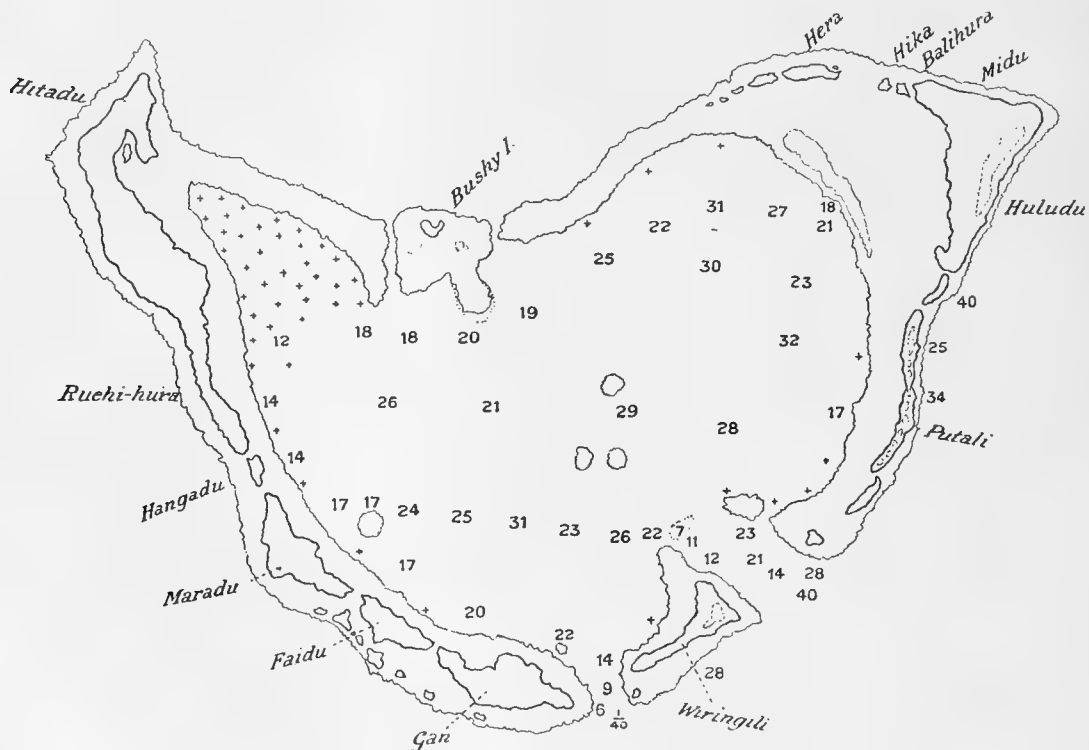 Hera
Hika
Balihura
Midu
Hitadu
Bushy I.
Huluḍu
31 27 18
22 21
25 30 23
40
19
18 18 20
12 32 25
Ruehi-hura
14 26 21 29 34
28 17
Putali
14
Hangadu
17 17 24 25 31 23 26 22 7 23
11
12 21
17 14 28
40
Maradu
20
Faidu
22
14
28
9
6 1/40
Wiringili
Gan